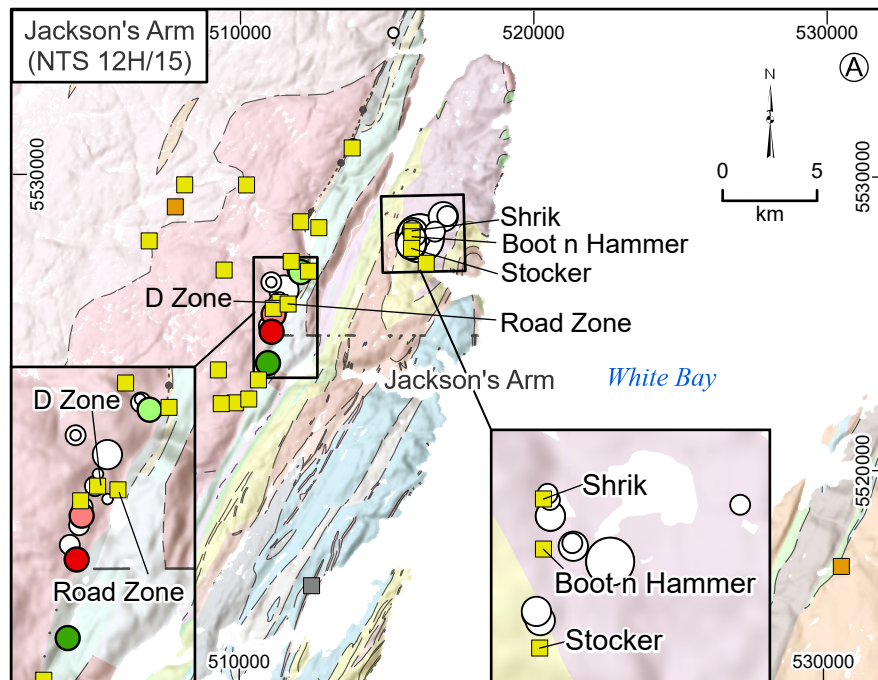 Jackson's Arm
(NTS 12H/15)
510000
520000
530000
A
N
0
5
km
5530000
5530000
Shrik
Boot n Hammer
Stocker
D Zone
Road Zone
Jackson's Arm
White Bay
D Zone
Road Zone
Shrik
Boot n Hammer
Stocker
5520000
510000
530000